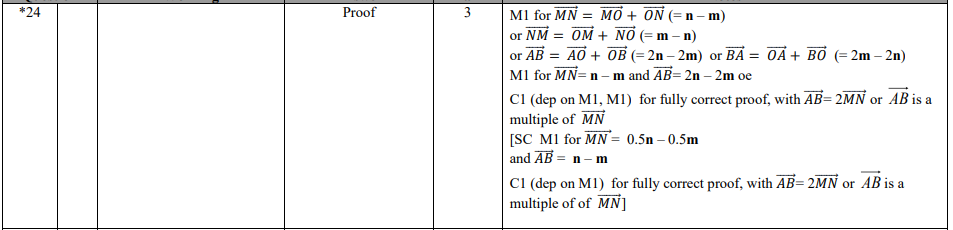 *24 Proof 3 M1 for MN⃗ = MO⃗ + ON⃗ (= n – m)
or NM⃗ = OM⃗ + NO⃗ (= m – n)
or AB⃗ = AO⃗ + OB⃗ (= 2n – 2m) or BA⃗ = OA⃗ + BO⃗ (= 2m – 2n)
M1 for MN⃗= n – m and AB⃗= 2n – 2m oe
C1 (dep on M1, M1) for fully correct proof, with AB⃗= 2MN⃗ or AB⃗ is a
multiple of MN⃗
[SC M1 for MN⃗ = 0.5n – 0.5m
and AB⃗ = n – m
C1 (dep on M1) for fully correct proof, with AB⃗= 2MN⃗ or AB⃗ is a
multiple of of MN⃗]